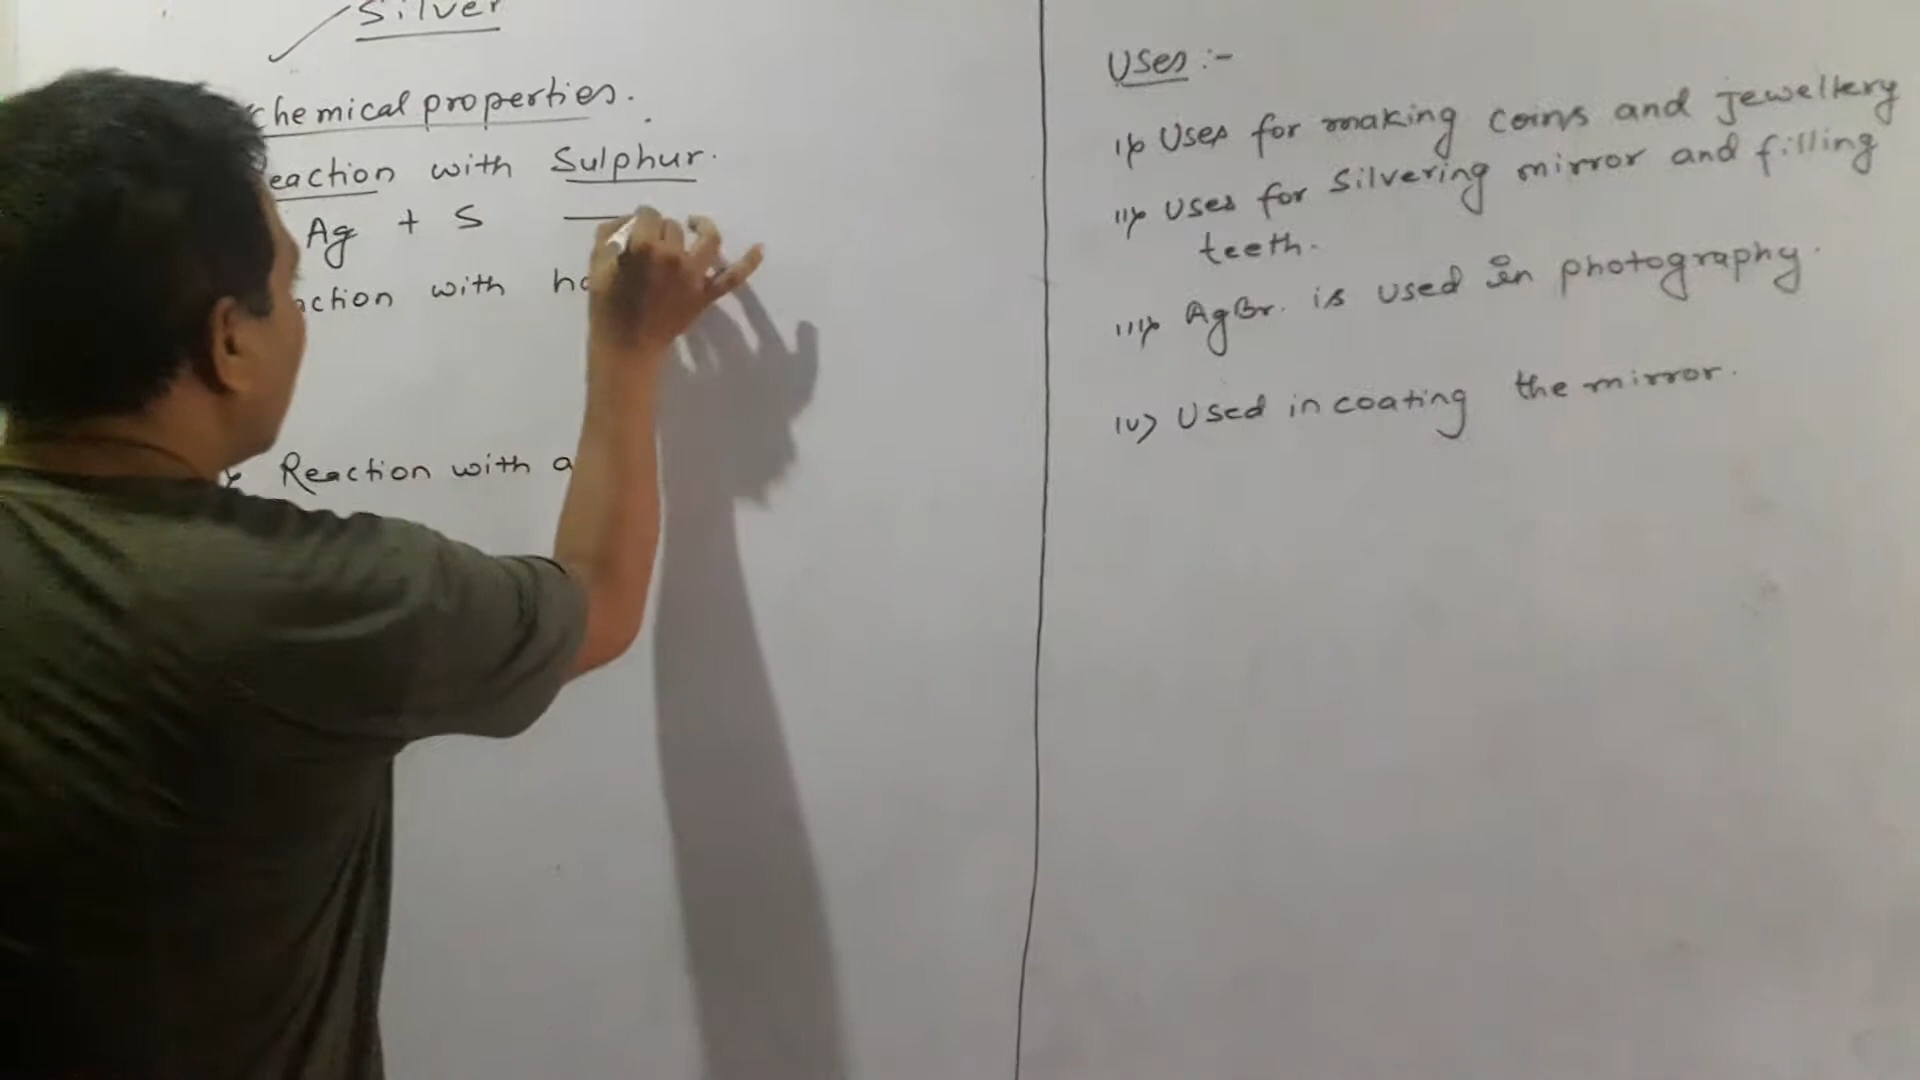 Silver
chemical properties.
eaction with Sulphur.
Ag + S
ction with
Reaction with
Uses :-
i) Uses for making coins and jewellery
ii) Uses for Silvering mirror and filling
teeth.
iii) AgBr. is used in photography.
iv) Used in coating the mirror.